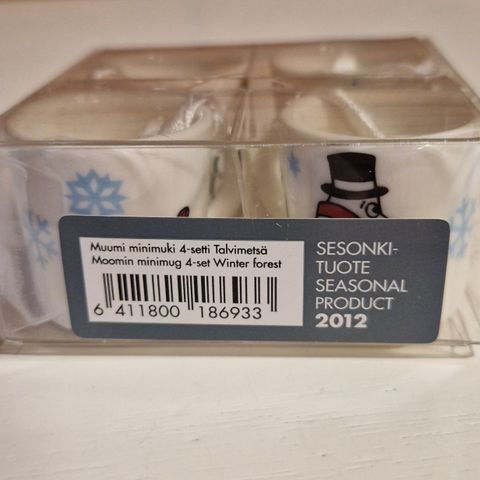 Muumi minimuki 4-setti Talvimetsä
Moomin minimug 4-set Winter forest
6 411800 186933
SESONKI-
TUOTE
SEASONAL
PRODUCT
2012